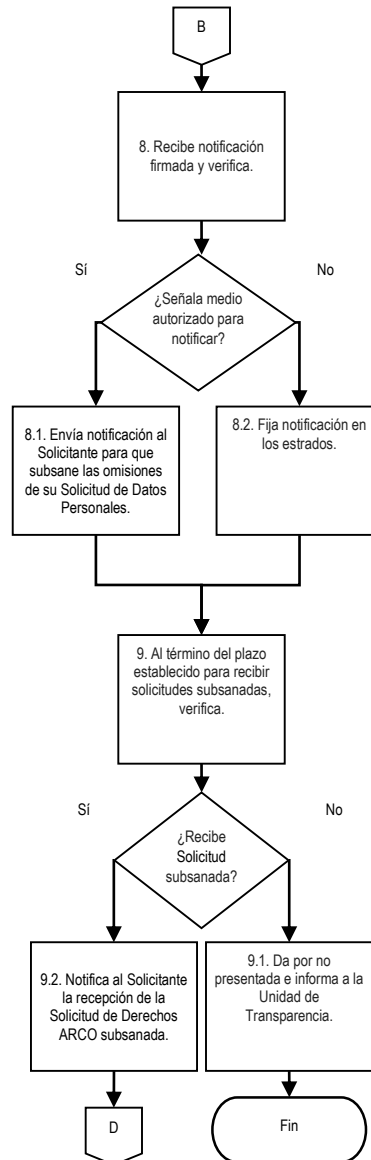 B
8. Recibe notificación
firmada y verifica.
Sí
No
¿Señala medio
autorizado para
notificar?
8.1. Envía notificación al
Solicitante para que
subsane las omisiones
de su Solicitud de Datos
Personales.
8.2. Fija notificación en
los estrados.
9. Al término del plazo
establecido para recibir
solicitudes subsanadas,
verifica.
Sí
No
¿Recibe
Solicitud
subsanada?
9.2. Notifica al Solicitante
la recepción de la
Solicitud de Derechos
ARCO subsanada.
9.1. Da por no
presentada e informa a la
Unidad de
Transparencia.
D
Fin